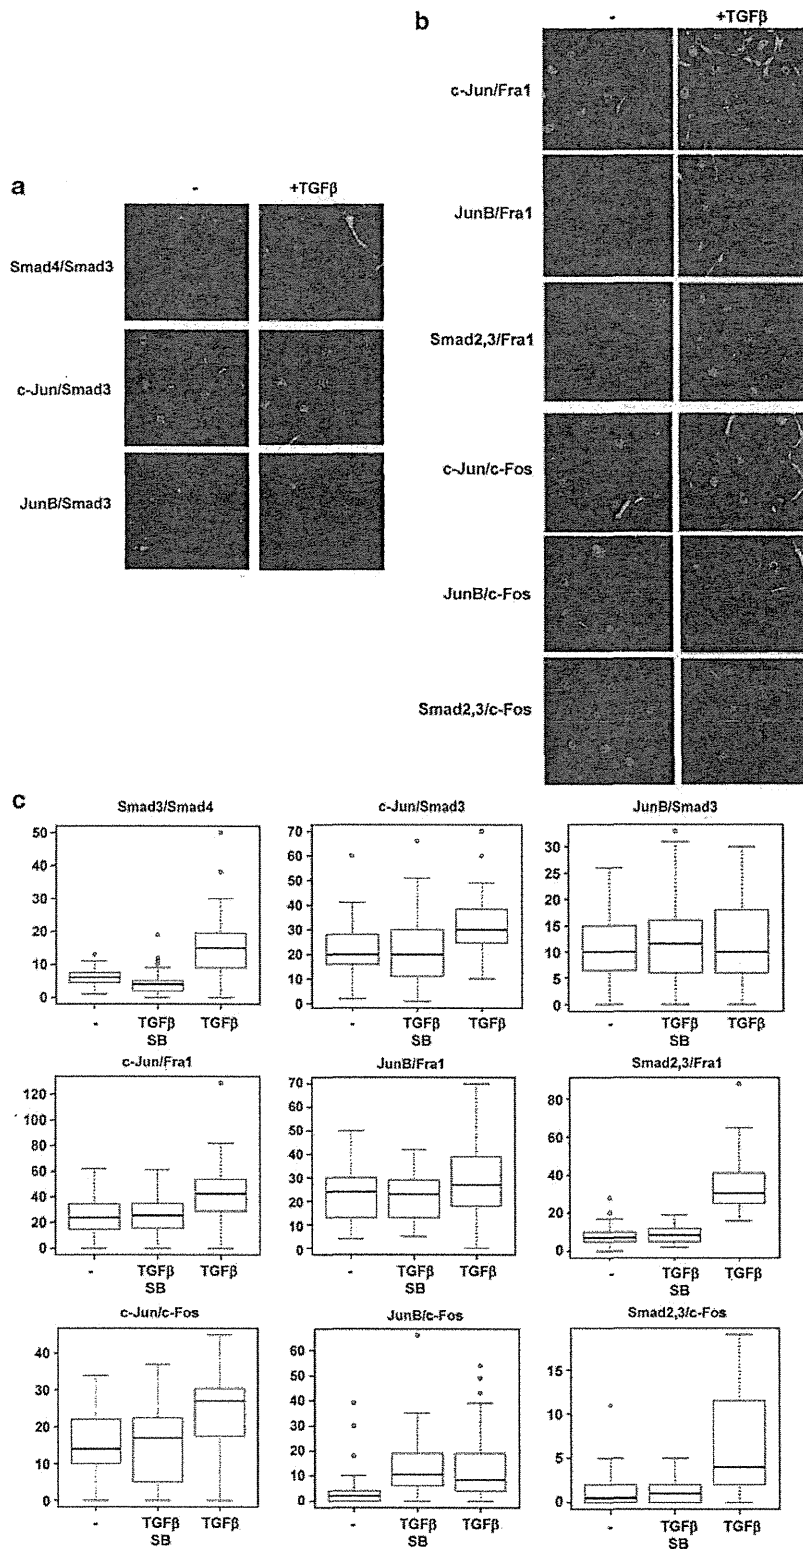 b
- +TGFβ
c-Jun/Fra1
JunB/Fra1
Smad2,3/Fra1
c-Jun/c-Fos
JunB/c-Fos
Smad2,3/c-Fos
a
- +TGFβ
Smad4/Smad3
c-Jun/Smad3
JunB/Smad3
c
Smad3/Smad4
50
40
30
20
10
0
- TGFβ TGFβ
SB
c-Jun/Smad3
70
60
50
40
30
20
10
0
- TGFβ TGFβ
SB
JunB/Smad3
30
25
20
15
10
5
0
- TGFβ TGFβ
SB
c-Jun/Fra1
120
100
80
60
40
20
0
- TGFβ TGFβ
SB
JunB/Fra1
70
60
50
40
30
20
10
0
- TGFβ TGFβ
SB
Smad2,3/Fra1
80
60
40
20
0
- TGFβ TGFβ
SB
c-Jun/c-Fos
40
30
20
10
0
- TGFβ TGFβ
SB
JunB/c-Fos
60
50
40
30
20
10
0
- TGFβ TGFβ
SB
Smad2,3/c-Fos
15
10
5
0
- TGFβ TGFβ
SB